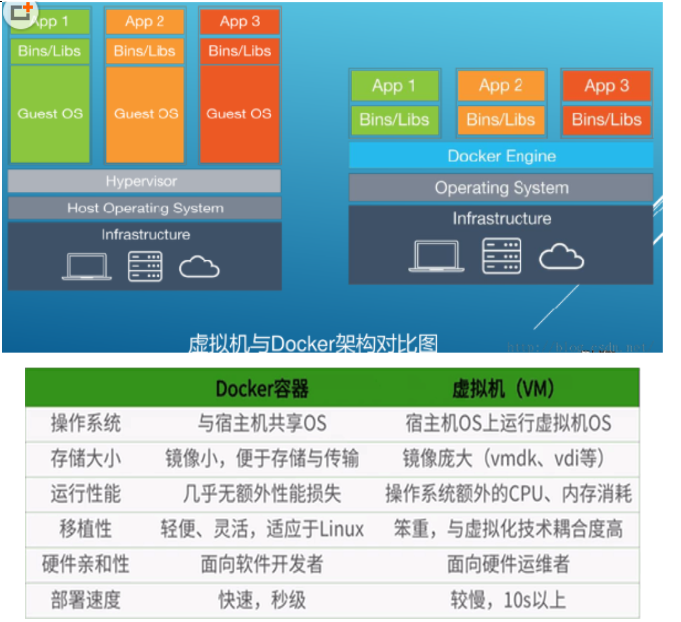 App 1 App 2 App 3
Bins/Libs Bins/Libs Bins/Libs
Guest OS Guest OS Guest OS
Hypervisor
Host Operating System
Infrastructure
App 1 App 2 App 3
Bins/Libs Bins/Libs Bins/Libs
Docker Engine
Operating System
Infrastructure
虚拟机与Docker架构对比图
Docker容器 虚拟机（VM）
操作系统 与宿主机共享OS 宿主机OS上运行虚拟机OS
存储大小 镜像小，便于存储与传输 镜像庞大（vmdk、vdi等）
运行性能 几乎无额外性能损失 操作系统额外的CPU、内存消耗
移植性 轻便、灵活，适应于Linux 笨重，与虚拟化技术耦合度高
硬件亲和性 面向软件开发者 面向硬件运维者
部署速度 快速，秒级 较慢，10s以上